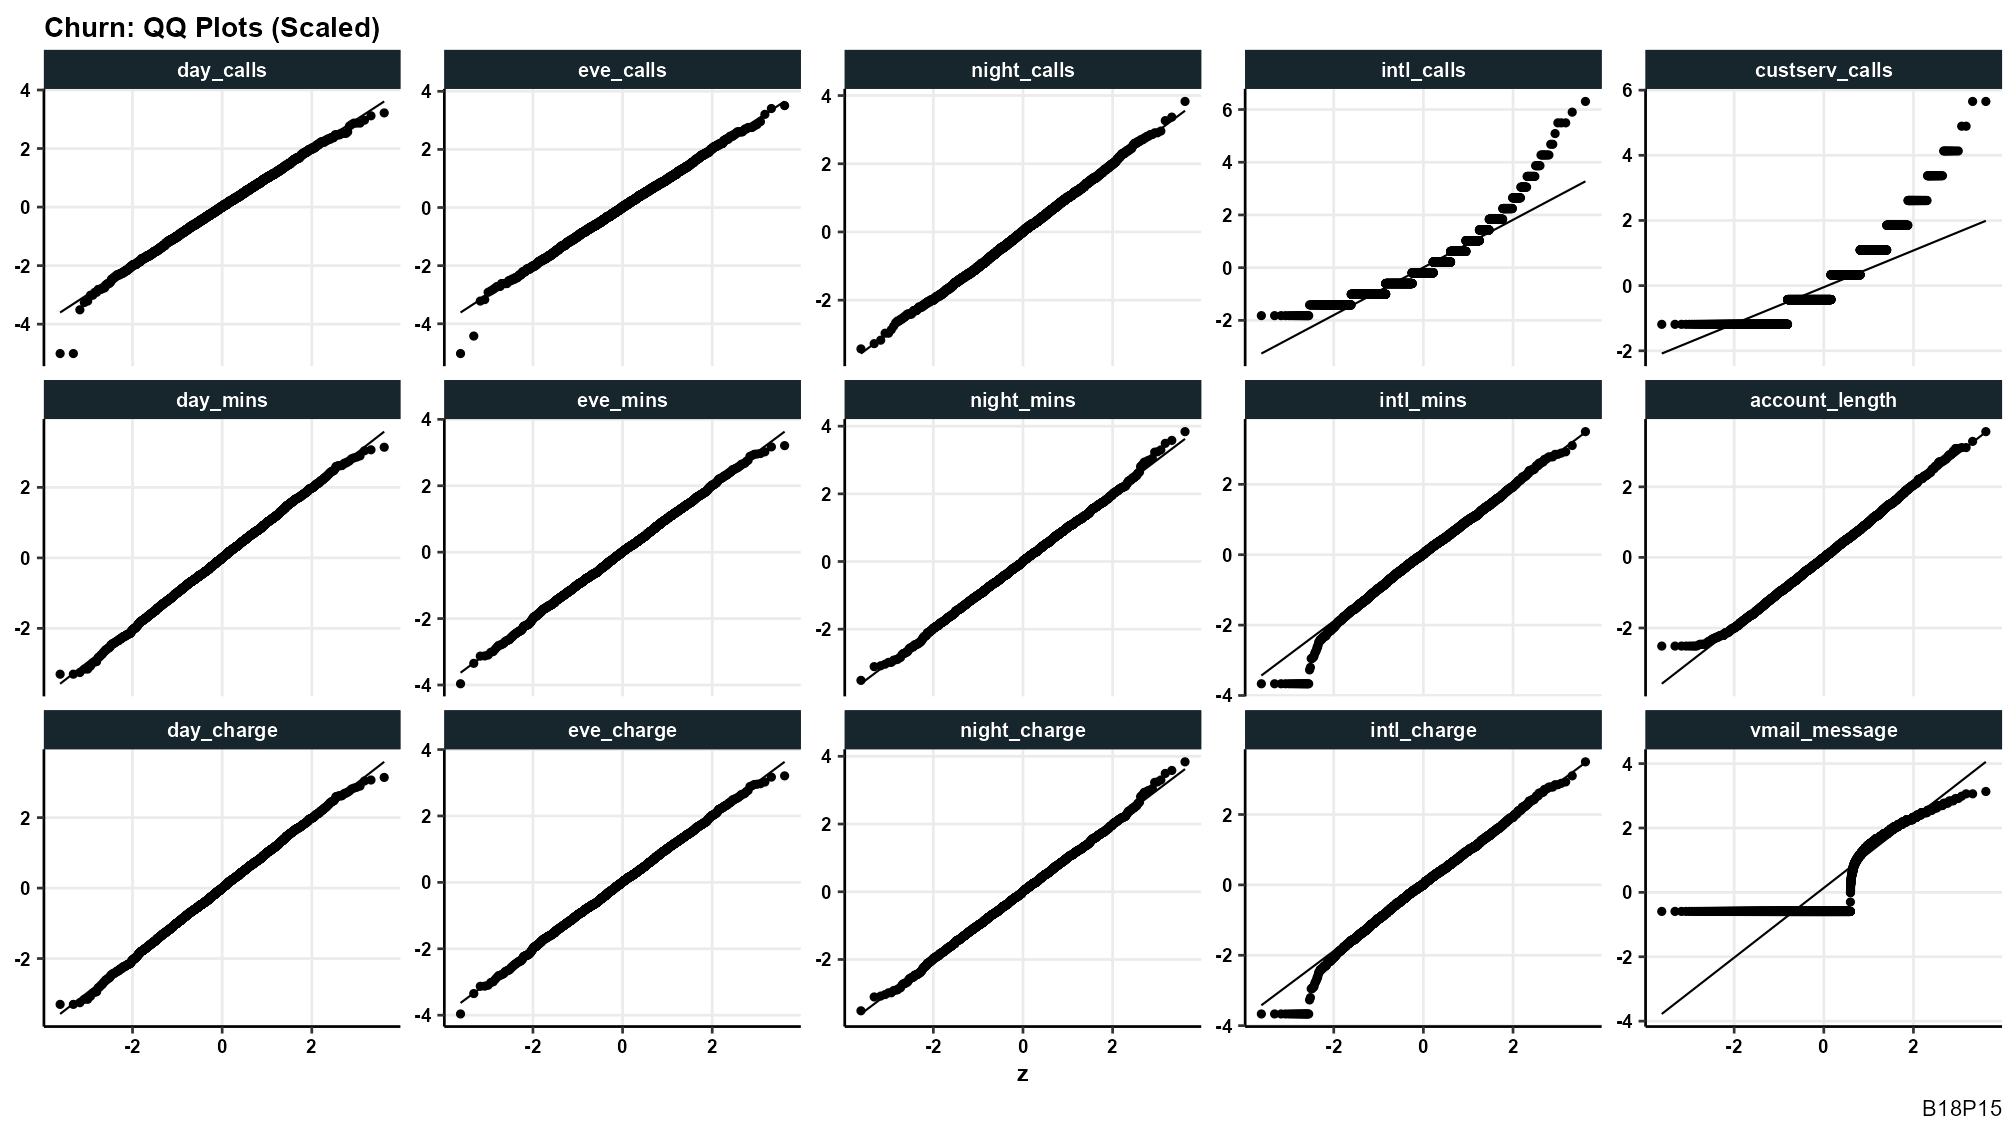 Churn: QQ Plots (Scaled)
day_calls eve_calls night_calls intl_calls custserv_calls
4 2 0 -2 -4
4 2 0 -2 -4
4 2 0 -2
6 4 2 0 -2
6 4 2 0 -2
day_mins eve_mins night_mins intl_mins account_length
2 0 -2
4 2 0 -2 -4
4 2 0 -2
2 0 -2 -4
2 0 -2
day_charge eve_charge night_charge intl_charge vmail_message
2 0 -2
4 2 0 -2 -4
4 2 0 -2
2 0 -2 -4
4 2 0 -2 -4
-2 0 2 -2 0 2 -2 0 2 -2 0 2 -2 0 2
z
B18P15